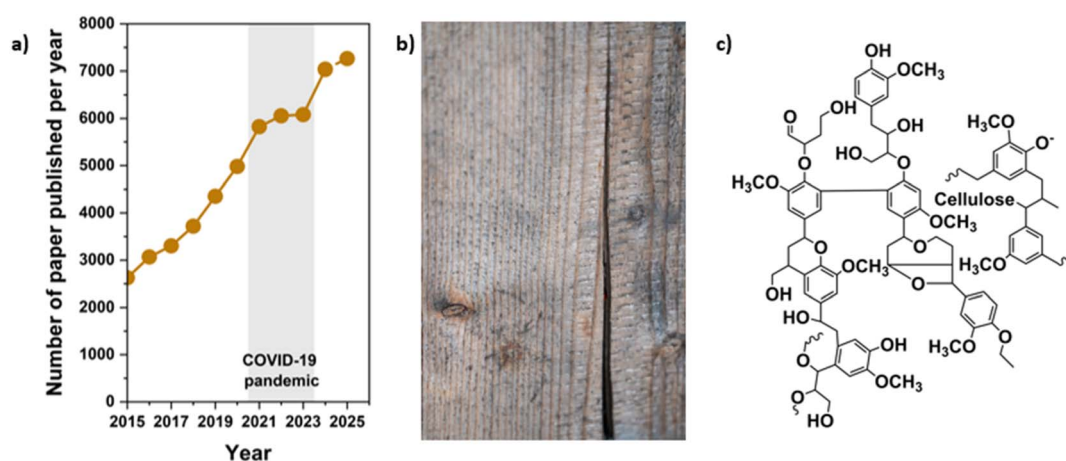 a)
Number of paper published per year
8000
7000
6000
5000
4000
3000
2000
1000
0
COVID-19
pandemic
2015 2017 2019 2021 2023 2025
Year
b)
c)
OH
OCH3
OH
O
OH
HO
O
O
H3CO
OCH3
OCH3
O-
H3CO
Cellulose
H3CO
O
O
O
OCH3
OH
HO
OH
OCH3
O
O
HO
H3CO
O